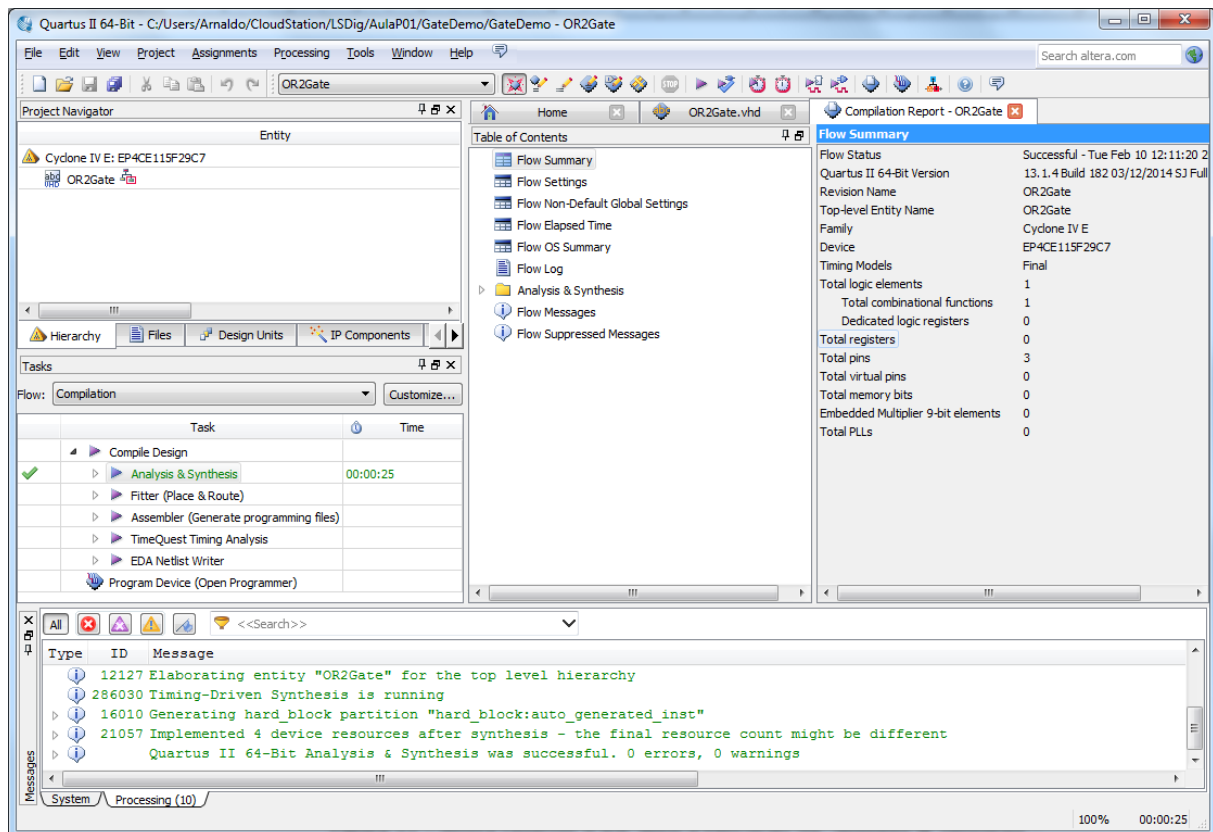 Quartus II 64-Bit - C:/Users/Arnaldo/CloudStation/LSDig/AulaP01/GateDemo/GateDemo - OR2Gate
File Edit View Project Assignments Processing Tools Window Help
Search altera.com
OR2Gate
STOP
Project Navigator
Entity
Cyclone IV E: EP4CE115F29C7
abd VHD OR2Gate
Hierarchy Files Design Units IP Components
Tasks
Flow: Compilation Customize...
Task Time
Compile Design
Analysis & Synthesis 00:00:25
Fitter (Place & Route)
Assembler (Generate programming files)
TimeQuest Timing Analysis
EDA Netlist Writer
Program Device (Open Programmer)
Home OR2Gate.vhd Compilation Report - OR2Gate
Table of Contents
Flow Summary
Flow Settings
Flow Non-Default Global Settings
Flow Elapsed Time
Flow OS Summary
Flow Log
Analysis & Synthesis
Flow Messages
Flow Suppressed Messages
Flow Summary
Flow Status Successful - Tue Feb 10 12:11:20 2
Quartus II 64-Bit Version 13.1.4 Build 182 03/12/2014 SJ Full
Revision Name OR2Gate
Top-level Entity Name OR2Gate
Family Cyclone IV E
Device EP4CE115F29C7
Timing Models Final
Total logic elements 1
Total combinational functions 1
Dedicated logic registers 0
Total registers 0
Total pins 3
Total virtual pins 0
Total memory bits 0
Embedded Multiplier 9-bit elements 0
Total PLLs 0
All <<Search>>
Type ID Message
12127 Elaborating entity "OR2Gate" for the top level hierarchy
286030 Timing-Driven Synthesis is running
16010 Generating hard_block partition "hard_block:auto_generated_inst"
21057 Implemented 4 device resources after synthesis - the final resource count might be different
Quartus II 64-Bit Analysis & Synthesis was successful. 0 errors, 0 warnings
Messages
System Processing (10)
100% 00:00:25